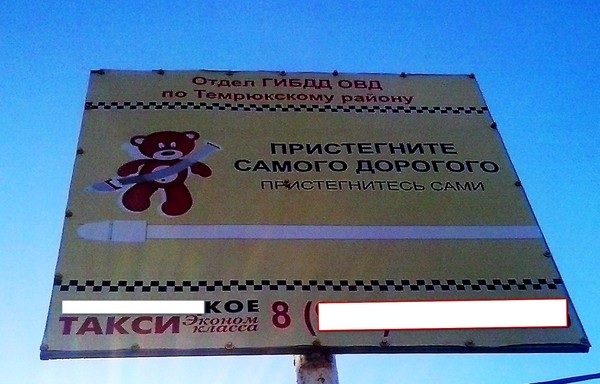 Отдел ГИБДД ОВД
по Темрюкскому району
ПРИСТЕГНИТЕ
САМОГО ДОРОГОГО
ПРИСТЕГНИТЕСЬ САМИ
КОЕ
ТАКСИ Эконом класса 8 (